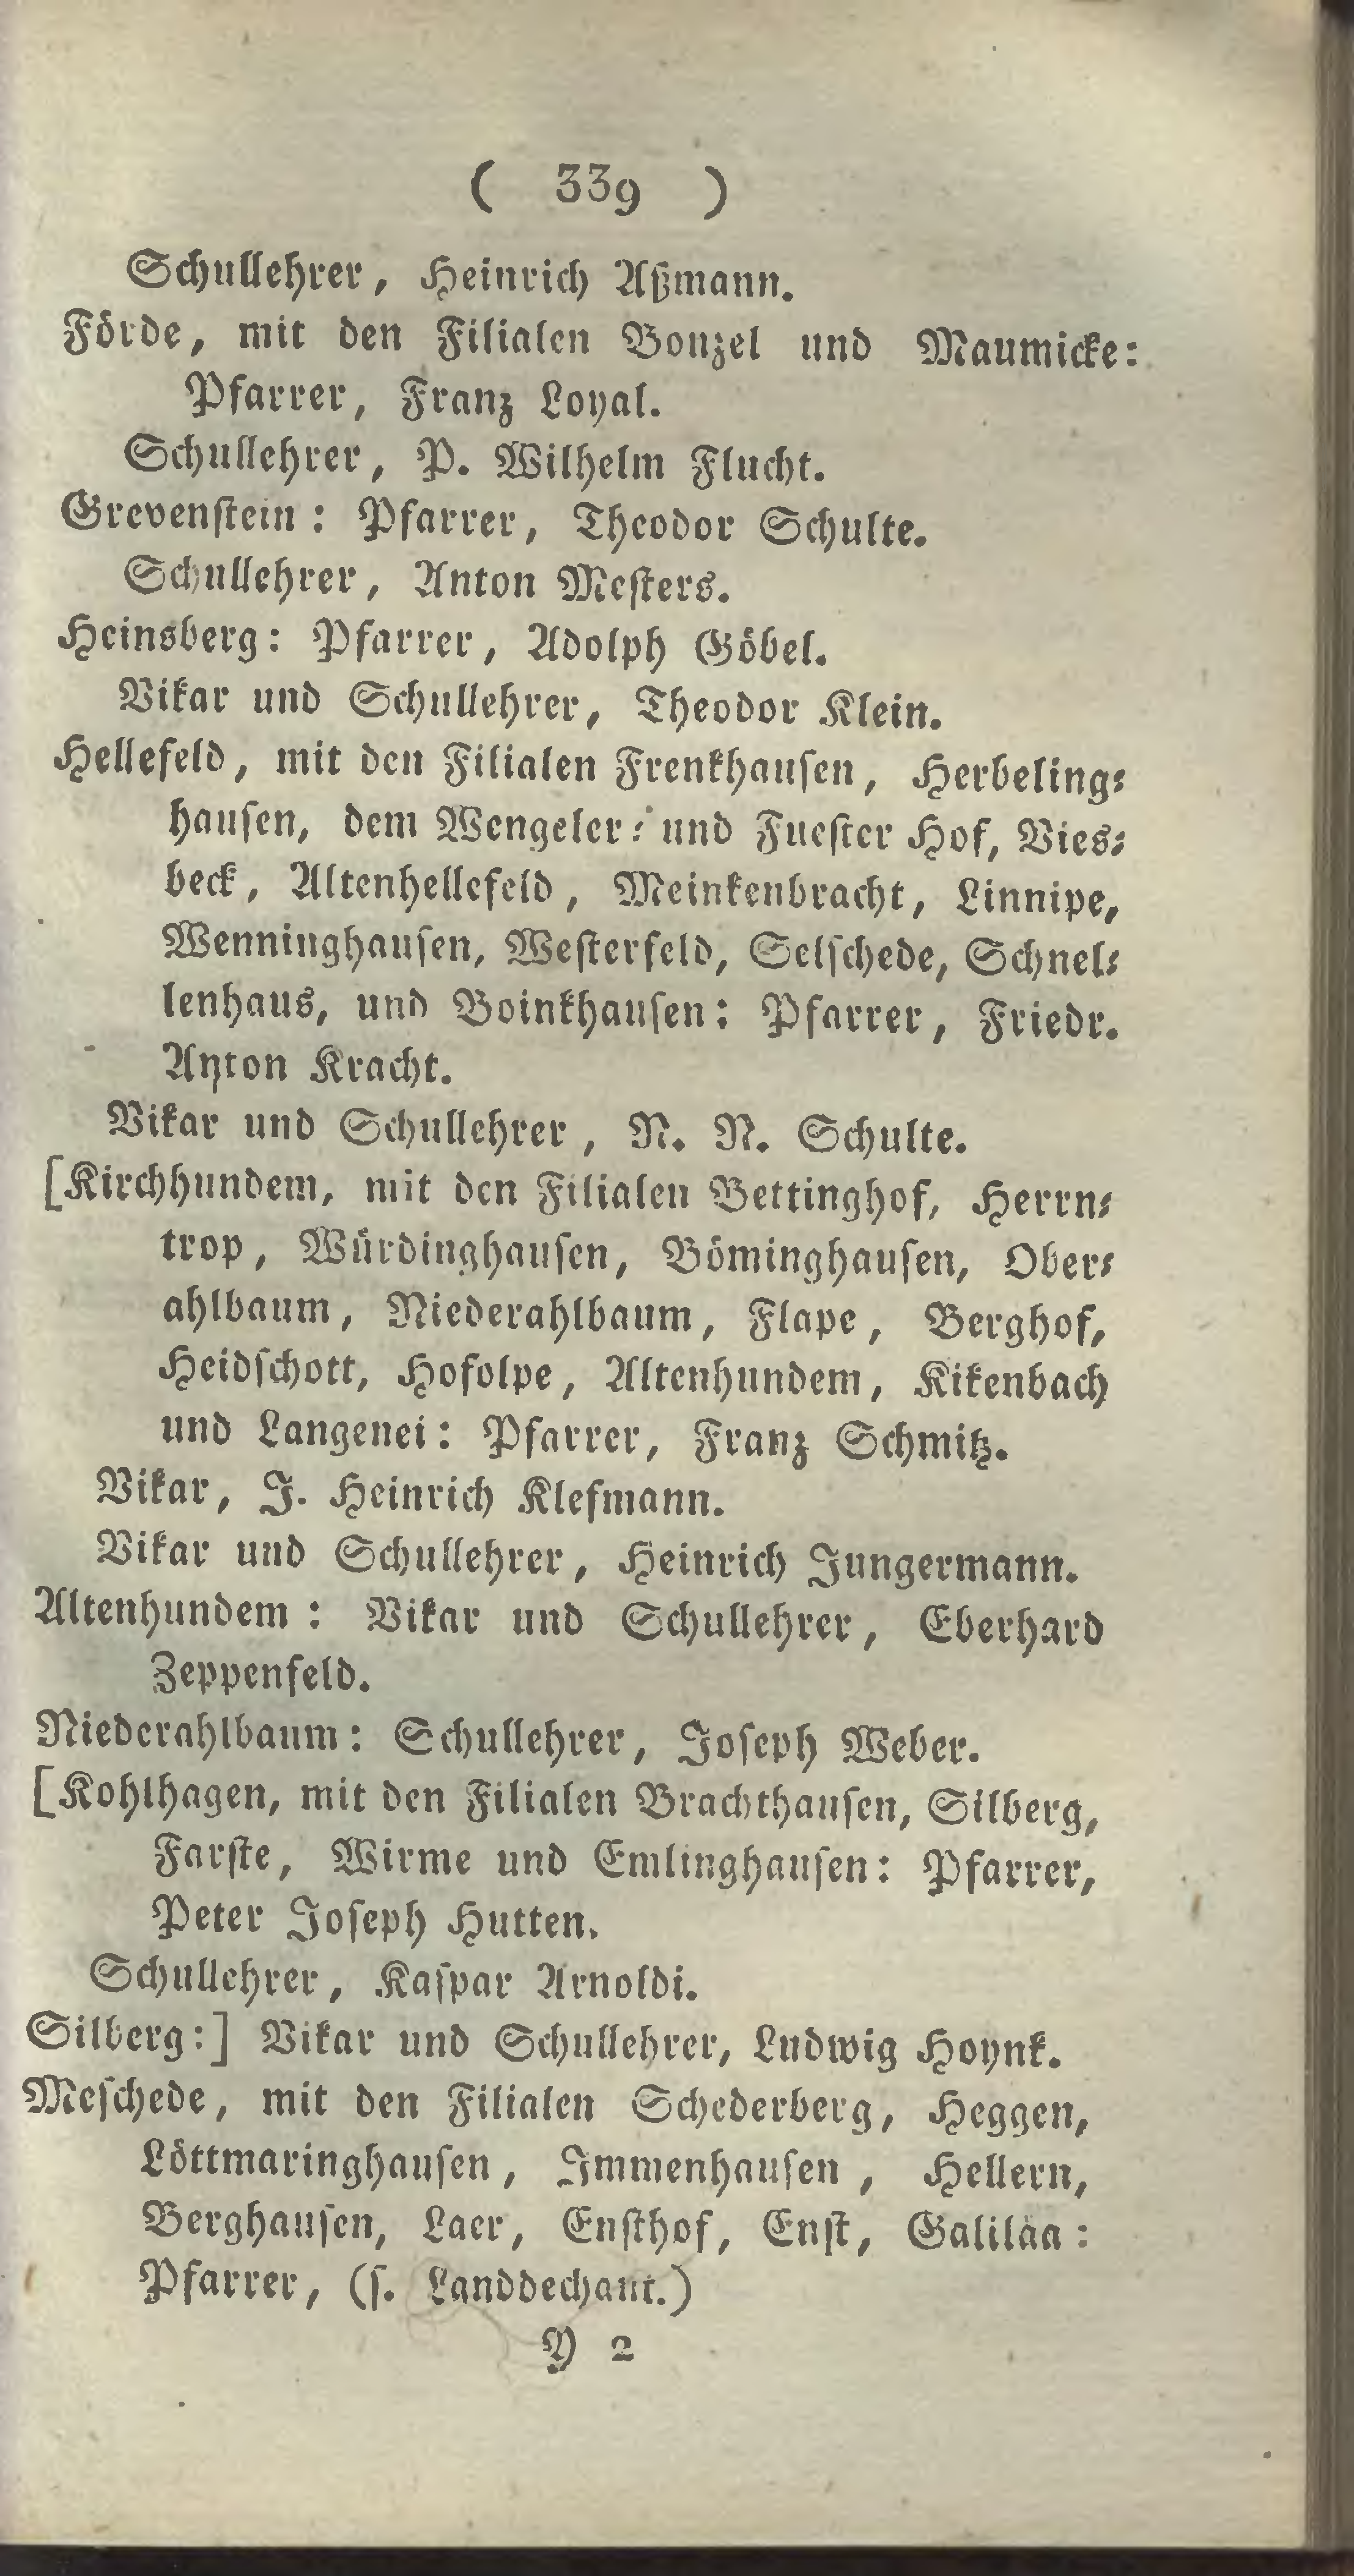 ( 339 )
Schullehrer, Heinrich Aßmann.
Förde, mit den Filialen Bonzel und Maumicke:
Pfarrer, Franz Loyal.
Schullehrer, P. Wilhelm Flucht.
Grevenstein: Pfarrer, Theodor Schulte.
Schullehrer, Anton Mesters.
Heinsberg: Pfarrer, Adolph Göbel.
Vikar und Schullehrer, Theodor Klein.
Hellefeld, mit den Filialen Frenkhausen, Herbeling-
hausen, dem Wengeler- und Fuester Hof, Vies-
beck, Altenhellefeld, Meinkenbracht, Linnipe,
Wenninghausen, Westerfeld, Selschede, Schnel-
lenhaus, und Boinkhausen: Pfarrer, Friedr.
Anton Kracht.
Vikar und Schullehrer, N. N. Schulte.
[Kirchhundem, mit den Filialen Bettinghof, Herrn-
trop, Würdinghausen, Böminghausen, Ober-
ahlbaum, Niederahlbaum, Flape, Berghof,
Heidschott, Hofolpe, Altenhundem, Kikenbach
und Langenei: Pfarrer, Franz Schmitz.
Vikar, J. Heinrich Klefmann.
Vikar und Schullehrer, Heinrich Jungermann.
Altenhundem: Vikar und Schullehrer, Eberhard
Zeppenfeld.
Niederahlbaum: Schullehrer, Joseph Weber.
[Kohlhagen, mit den Filialen Brachthausen, Silberg,
Farste, Wirme und Emlinghausen: Pfarrer,
Peter Joseph Hutten.
Schullehrer, Kaspar Arnoldi.
Silberg:] Vikar und Schullehrer, Ludwig Hoynk.
Meschede, mit den Filialen Schederberg, Heggen,
Löttmaringhausen, Immenhausen, Hellern,
Berghausen, Laer, Ensthof, Enst, Galiläa:
Pfarrer, (s. Landdechant.)
Y 2